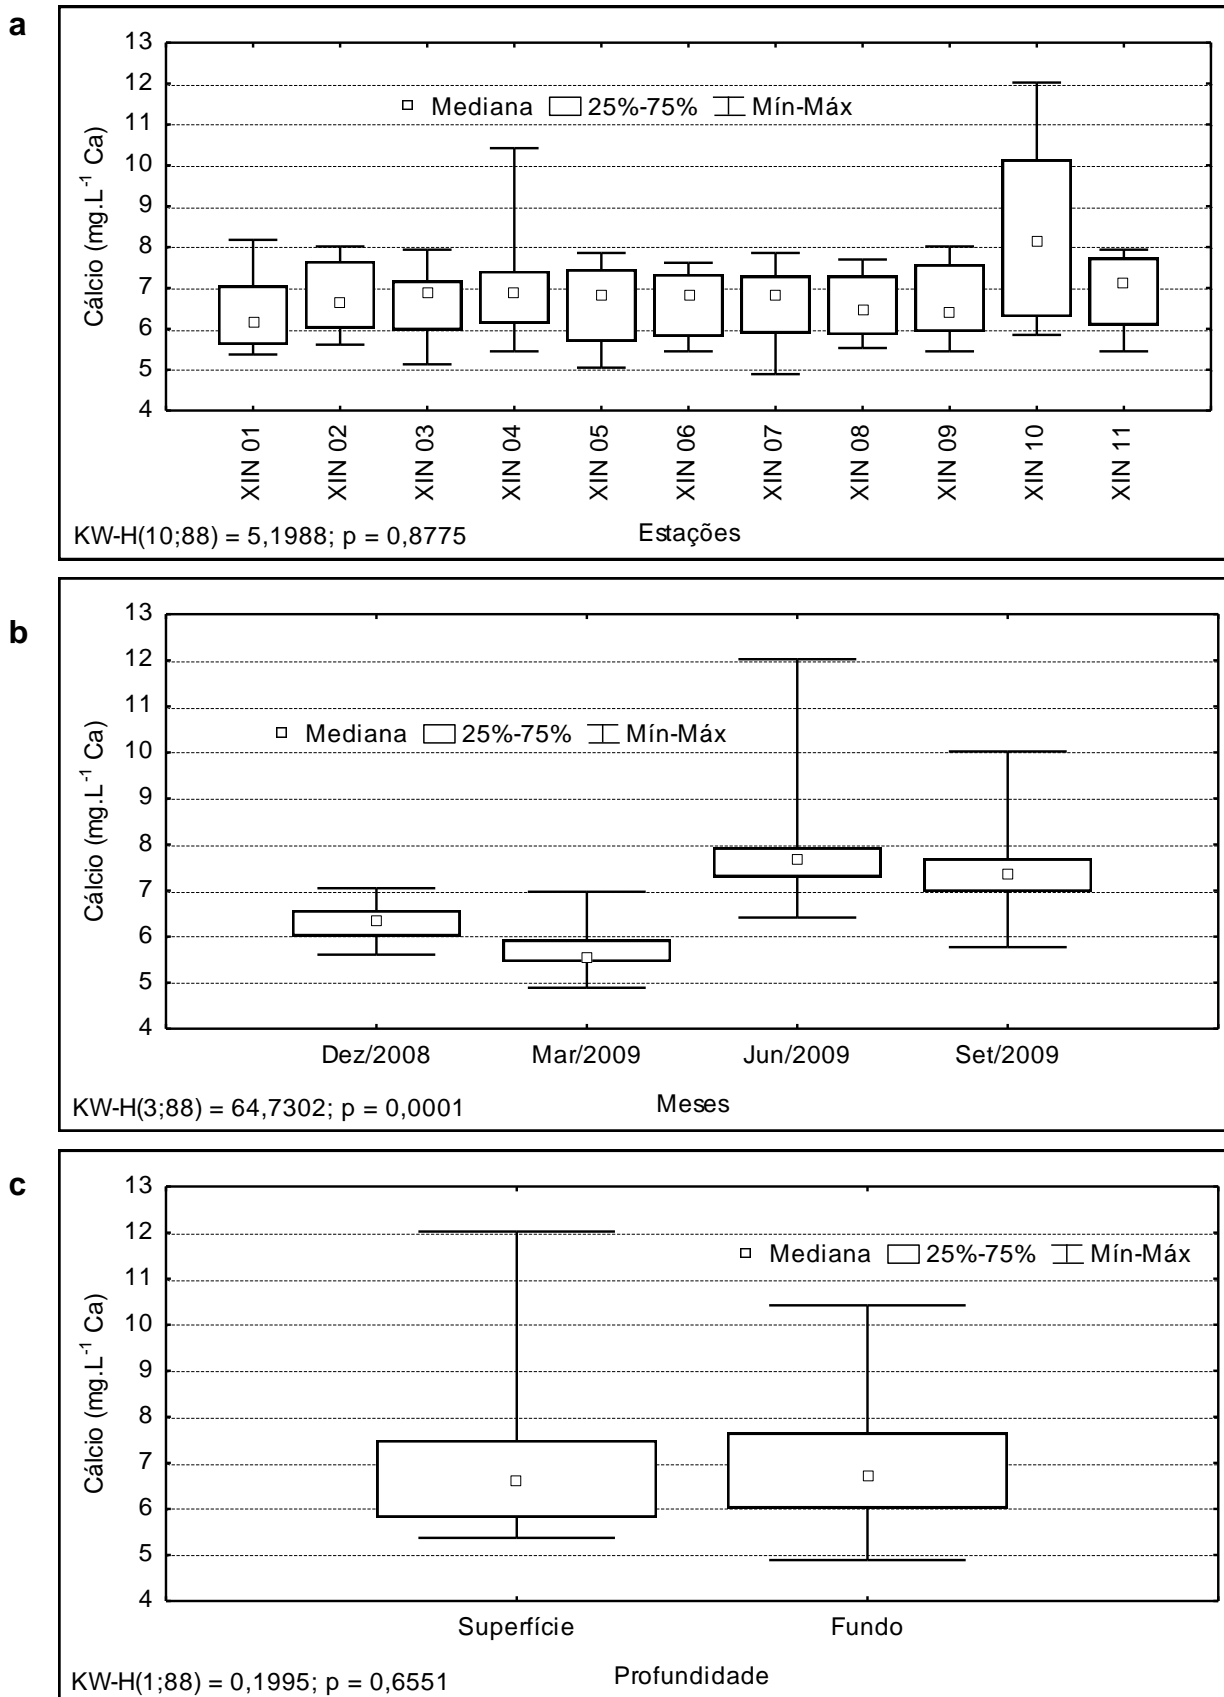 a
13
12
11
10
9
8
7
6
5
4
Cálcio (mg.L-1 Ca)
Mediana 25%-75% Mín-Máx
XIN 01
XIN 02
XIN 03
XIN 04
XIN 05
XIN 06
XIN 07
XIN 08
XIN 09
XIN 10
XIN 11
Estações
KW-H(10;88) = 5,1988; p = 0,8775
b
13
12
11
10
9
8
7
6
5
4
Cálcio (mg.L-1 Ca)
Mediana 25%-75% Mín-Máx
Dez/2008 Mar/2009 Jun/2009 Set/2009
Meses
KW-H(3;88) = 64,7302; p = 0,0001
c
13
12
11
10
9
8
7
6
5
4
Cálcio (mg.L-1 Ca)
Mediana 25%-75% Mín-Máx
Superfície Fundo
Profundidade
KW-H(1;88) = 0,1995; p = 0,6551